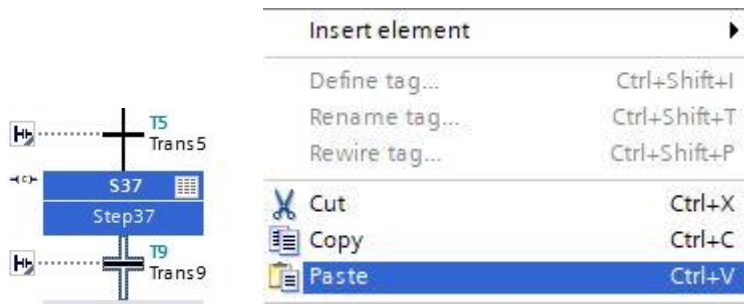 T5
Trans5
S37
Step37
T9
Trans9
Insert element
Define tag... Ctrl+Shift+I
Rename tag... Ctrl+Shift+T
Rewire tag... Ctrl+Shift+P
Cut Ctrl+X
Copy Ctrl+C
Paste Ctrl+V